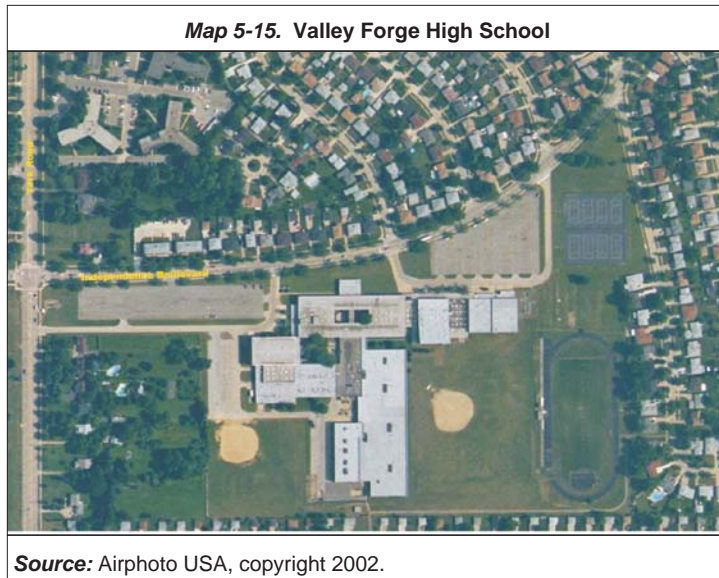 Map 5-15. Valley Forge High School
Independence Boulevard
Source: Airphoto USA, copyright 2002.